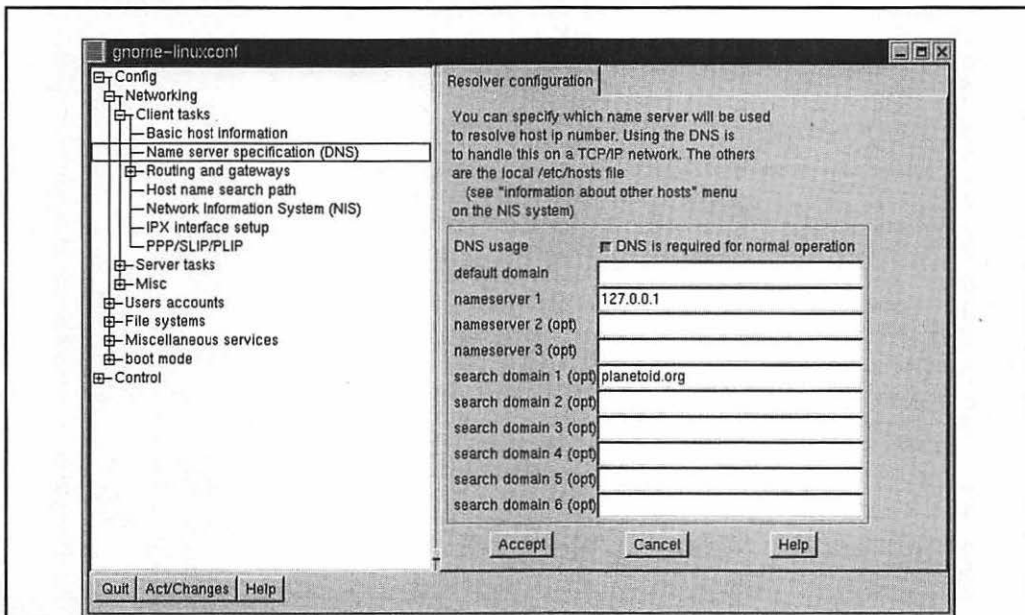 gnome-linuxconf
Config
Networking
Client tasks
Basic host information
Name server specification (DNS)
Routing and gateways
Host name search path
Network Information System (NIS)
IPX interface setup
PPP/SLIP/PLIP
Server tasks
Misc
Users accounts
File systems
Miscellaneous services
boot mode
Control
Resolver configuration
You can specify which name server will be used
to resolve host ip number. Using the DNS is
to handle this on a TCP/IP network. The others
are the local /etc/hosts file
(see "information about other hosts" menu
on the NIS system)
DNS usage DNS is required for normal operation
default domain
nameserver 1 127.0.0.1
nameserver 2 (opt)
nameserver 3 (opt)
search domain 1 (opt) planetoid.org
search domain 2 (opt)
search domain 3 (opt)
search domain 4 (opt)
search domain 5 (opt)
search domain 6 (opt)
Accept Cancel Help
Quit Act/Changes Help